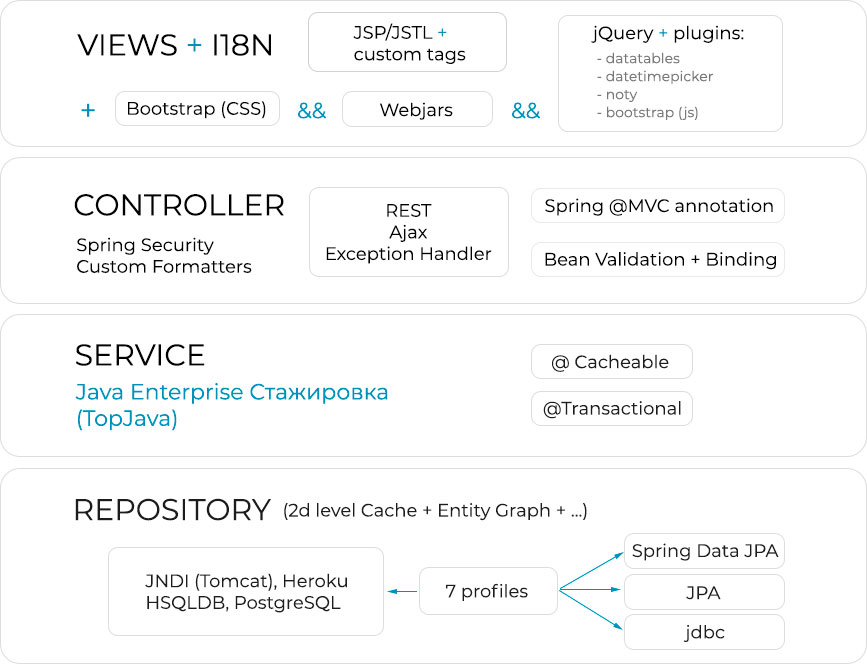 VIEWS + I18N
JSP/JSTL +
custom tags
jQuery + plugins:
- datatables
- datetimepicker
- noty
- bootstrap (js)
+
Bootstrap (CSS)
&&
Webjars
&&
CONTROLLER
Spring Security
Custom Formatters
REST
Ajax
Exception Handler
Spring @MVC annotation
Bean Validation + Binding
SERVICE
Java Enterprise Стажировка
(TopJava)
@ Cacheable
@Transactional
REPOSITORY (2d level Cache + Entity Graph + ...)
JNDI (Tomcat), Heroku
HSQLDB, PostgreSQL
7 profiles
Spring Data JPA
JPA
jdbc